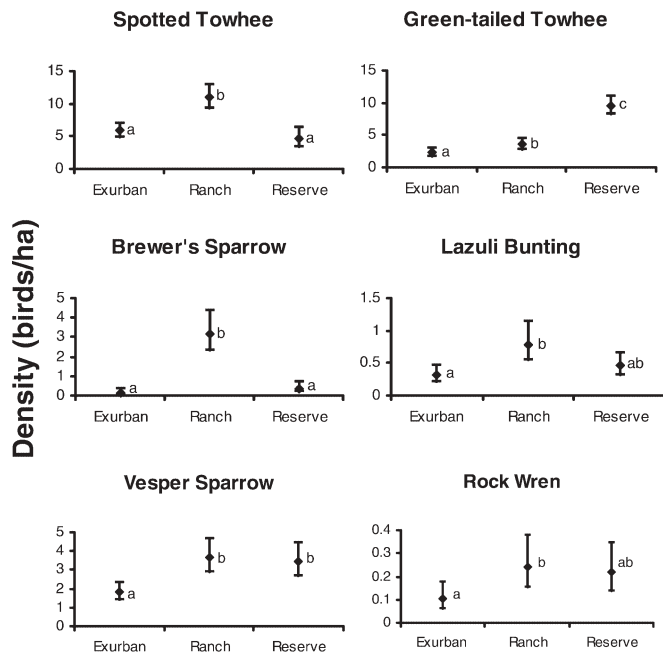 Spotted Towhee
15
10
5
0
a
b
a
Exurban Ranch Reserve
Green-tailed Towhee
15
10
5
0
a
b
c
Exurban Ranch Reserve
Density (birds/ha)
Brewer's Sparrow
5
4
3
2
1
0
a
b
a
Exurban Ranch Reserve
Lazuli Bunting
1.5
1
0.5
0
a
b
ab
Exurban Ranch Reserve
Vesper Sparrow
5
4
3
2
1
0
a
b
b
Exurban Ranch Reserve
Rock Wren
0.4
0.3
0.2
0.1
0
a
b
ab
Exurban Ranch Reserve